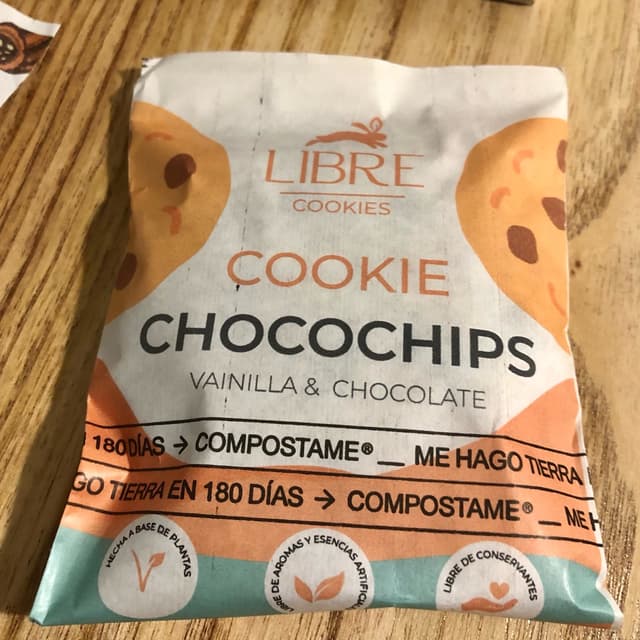 LIBRE
COOKIES
COOKIE
CHOCOCHIPS
VAINILLA & CHOCOLATE
180 DÍAS → COMPOSTAME® __ ME HAGO TIERRA
GO TIERRA EN 180 DÍAS → COMPOSTAME® __ ME H
HECHA A BASE DE PLANTAS
LIBRE DE AROMAS Y ESENCIAS ARTIFICIA
LIBRE DE CONSERVANTES